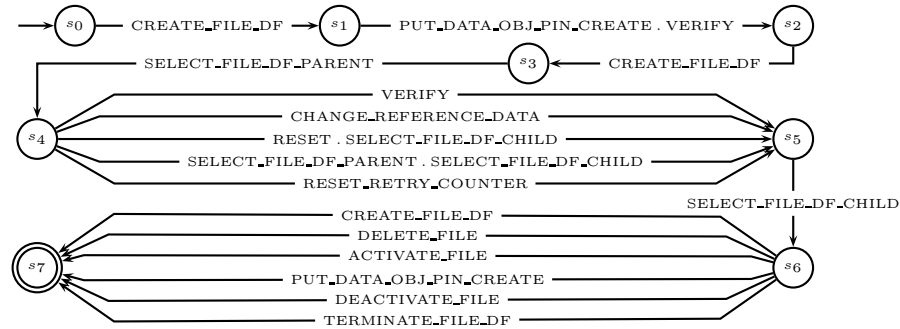 s0 CREATE_FILE_DF s1 PUT_DATA_OBJ_PIN_CREATE . VERIFY s2
SELECT_FILE_DF_PARENT s3 CREATE_FILE_DF
VERIFY
CHANGE_REFERENCE_DATA
s4 RESET . SELECT_FILE_DF_CHILD s5
SELECT_FILE_DF_PARENT . SELECT_FILE_DF_CHILD
RESET_RETRY_COUNTER
SELECT_FILE_DF_CHILD
CREATE_FILE_DF
DELETE_FILE
ACTIVATE_FILE
s7 s6
PUT_DATA_OBJ_PIN_CREATE
DEACTIVATE_FILE
TERMINATE_FILE_DF